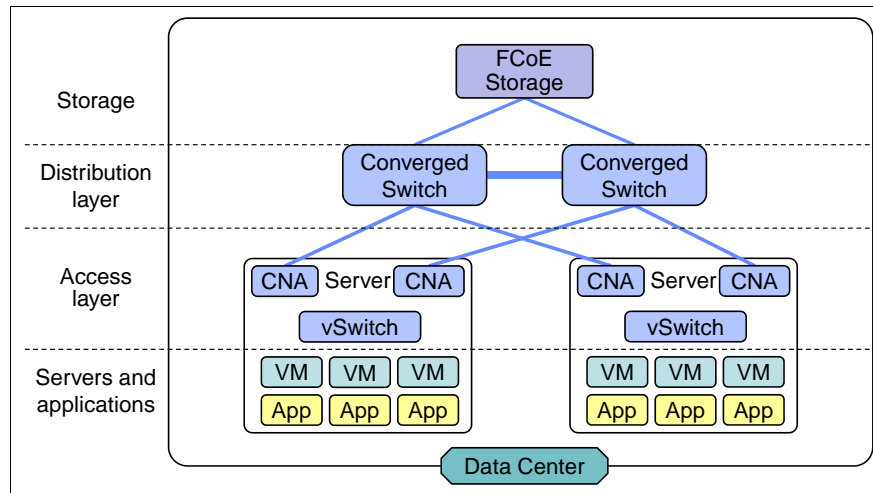 FCoE
Storage
Storage
Converged
Switch
Converged
Switch
Distribution
layer
CNA Server CNA
CNA Server CNA
Access
layer
vSwitch
vSwitch
Servers and
applications
VM VM VM
VM VM VM
App App App
App App App
Data Center